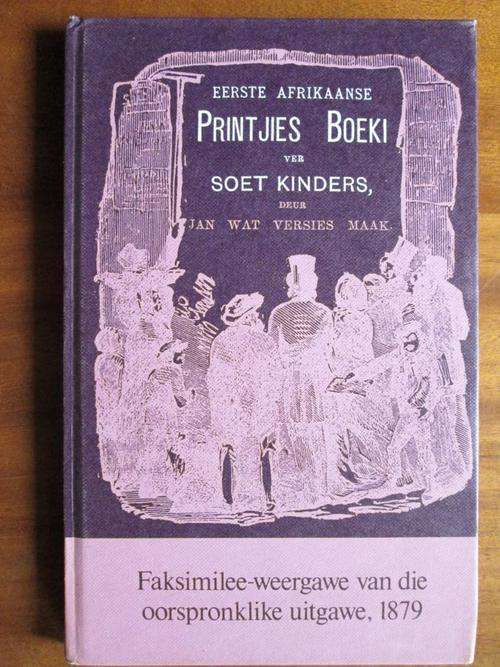 EERSTE AFRIKAANSE
PRINTJIES BOEKI
VER
SOET KINDERS,
DEUR
JAN WAT VERSIES MAAK
Faksimilee-weergawe van die
oorspronklike uitgawe, 1879